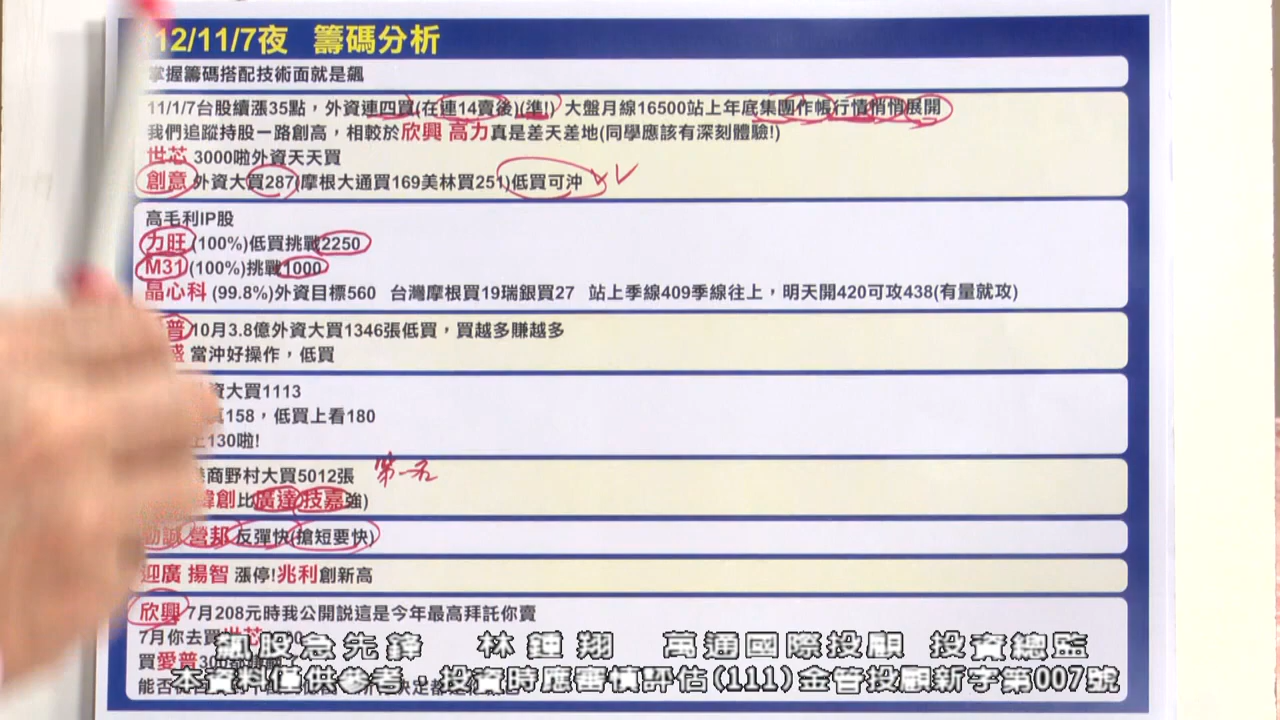 12/11/7夜 籌碼分析
掌握籌碼搭配技術面就是飆
11/1/7台股續漲35點，外資連四買(在連14賣後)(準!) 大盤月線16500站上年底集團作帳行情悄悄展開
我們追蹤持股一路創高，相較於欣興 高力真是差天差地(同學應該有深刻體驗!)
世芯 3000啦外資天天買
創意 外資大買287(摩根大通買169美林買251)低買可沖
高毛利IP股
力旺 (100%)低買挑戰2250
M31 (100%)挑戰1000
晶心科 (99.8%)外資目標560 台灣摩根買19瑞銀買27 站上季線409季線往上，明天開420可攻438(有量就攻)
普 10月3.8億外資大買1346張低買，買越多賺越多
盛 當沖好操作，低買
資大買1113
158，低買上看180
上130啦!
商野村大買5012張 第一名
緯創比廣達 技嘉強)
勤誠 營邦 反彈快(搶短要快)
迎廣 揚智 漲停!兆利創新高
欣興 7月208元時我公開說這是今年最高拜託你賣
7月你去買世芯
買愛普300
飆股急先鋒 林鍾翔 萬通國際投顧 投資總監
本資料僅供參考，投資時應審慎評估(111)金管投顧新字第007號